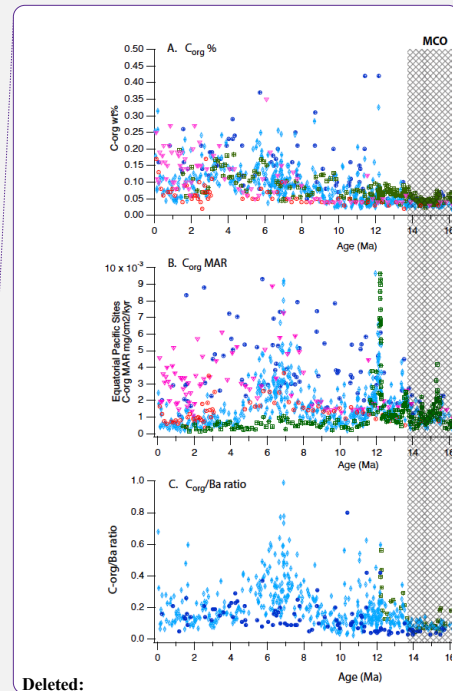 MCO
A. Corg %
C-org wt%
0.50
0.45
0.40
0.35
0.30
0.25
0.20
0.15
0.10
0.05
0.00
0 2 4 6 8 10 12 14 16
Age (Ma)
B. Corg MAR
Equatorial Pacific Sites
C-org MAR mg/cm2/kyr
10 x 10-3
9
8
7
6
5
4
3
2
1
0
0 2 4 6 8 10 12 14 16
Age (Ma)
C. Corg/Ba ratio
C-org/Ba ratio
1.0
0.8
0.6
0.4
0.2
0.0
0 2 4 6 8 10 12 14 16
Age (Ma)
Deleted: